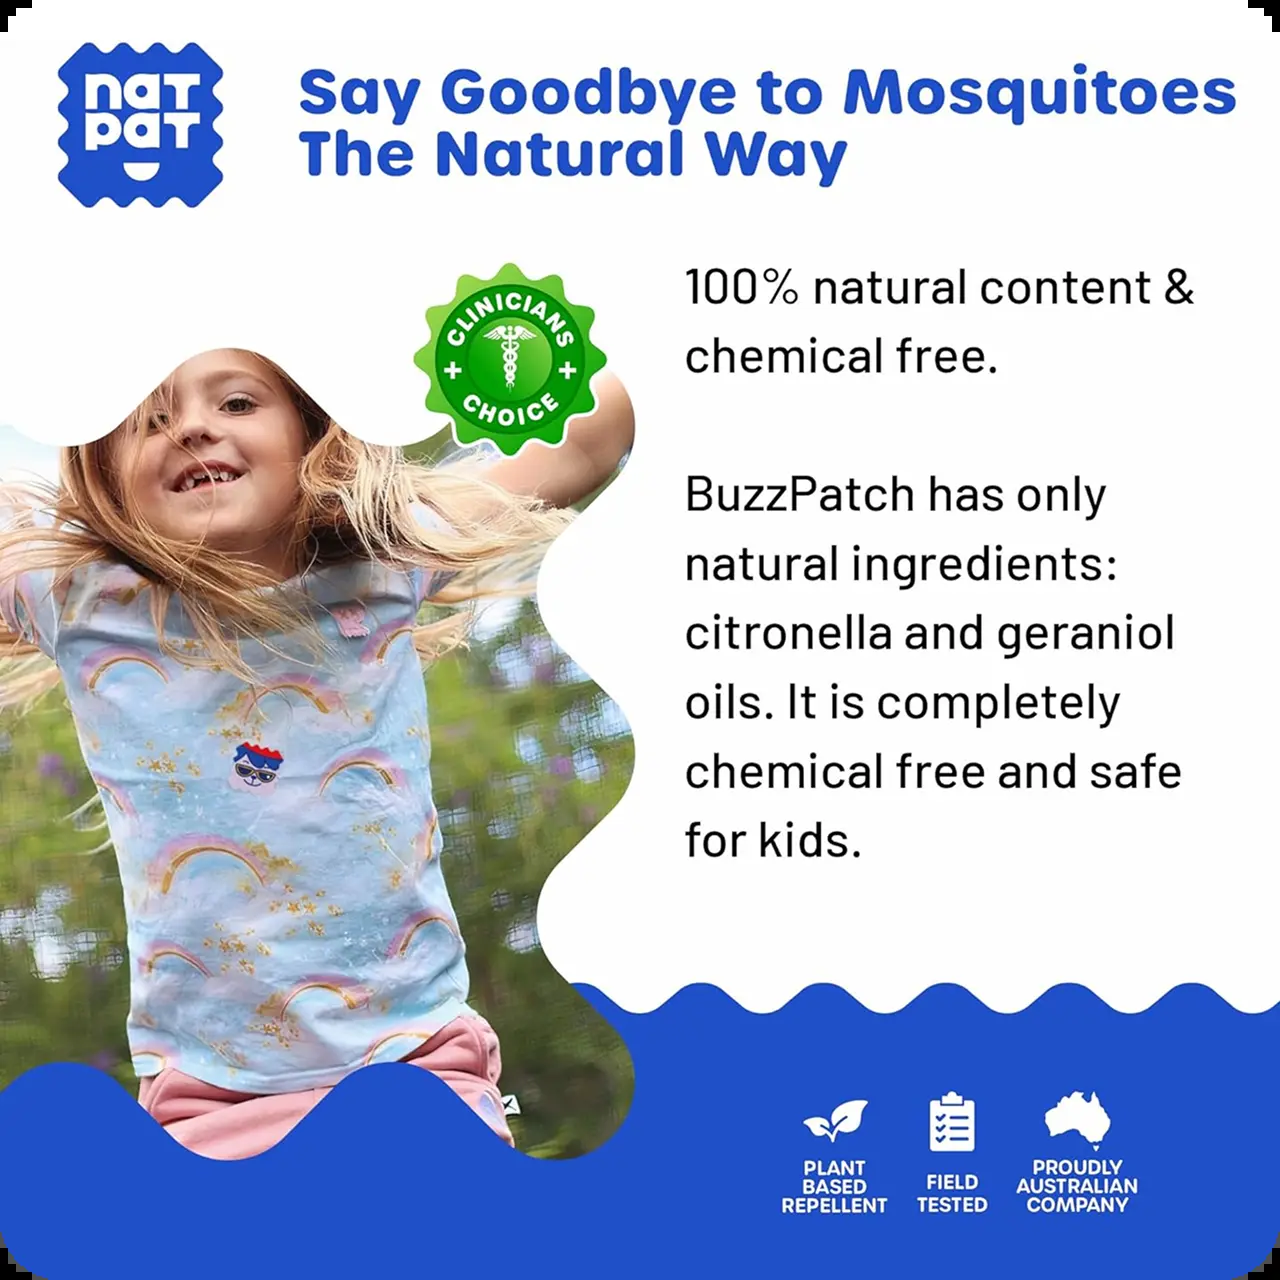 nat
pat
Say Goodbye to Mosquitoes
The Natural Way
CLINICIANS
CHOICE
100% natural content &
chemical free.
BuzzPatch has only
natural ingredients:
citronella and geraniol
oils. It is completely
chemical free and safe
for kids.
PLANT
BASED
REPELLENT
FIELD
TESTED
PROUDLY
AUSTRALIAN
COMPANY